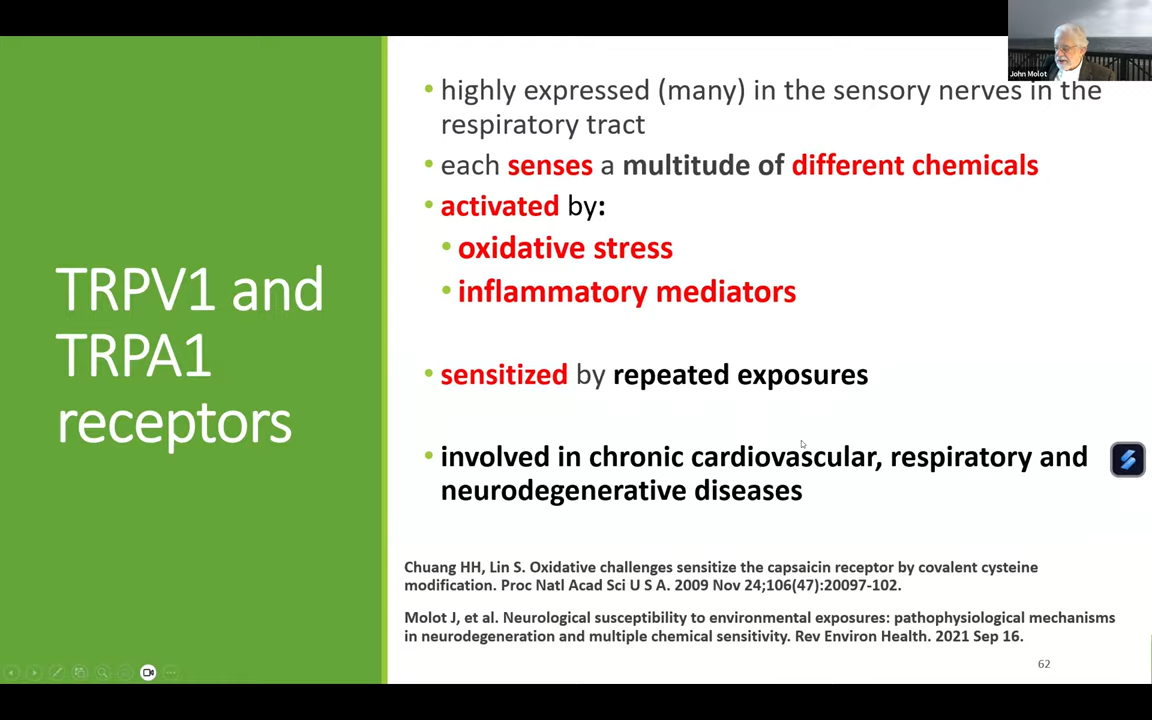 John Molot
TRPV1 and
TRPA1
receptors
• highly expressed (many) in the sensory nerves in the
respiratory tract
• each senses a multitude of different chemicals
• activated by:
• oxidative stress
• inflammatory mediators
• sensitized by repeated exposures
• involved in chronic cardiovascular, respiratory and
neurodegenerative diseases
Chuang HH, Lin S. Oxidative challenges sensitize the capsaicin receptor by covalent cysteine
modification. Proc Natl Acad Sci U S A. 2009 Nov 24;106(47):20097-102.
Molot J, et al. Neurological susceptibility to environmental exposures: pathophysiological mechanisms
in neurodegeneration and multiple chemical sensitivity. Rev Environ Health. 2021 Sep 16.
62